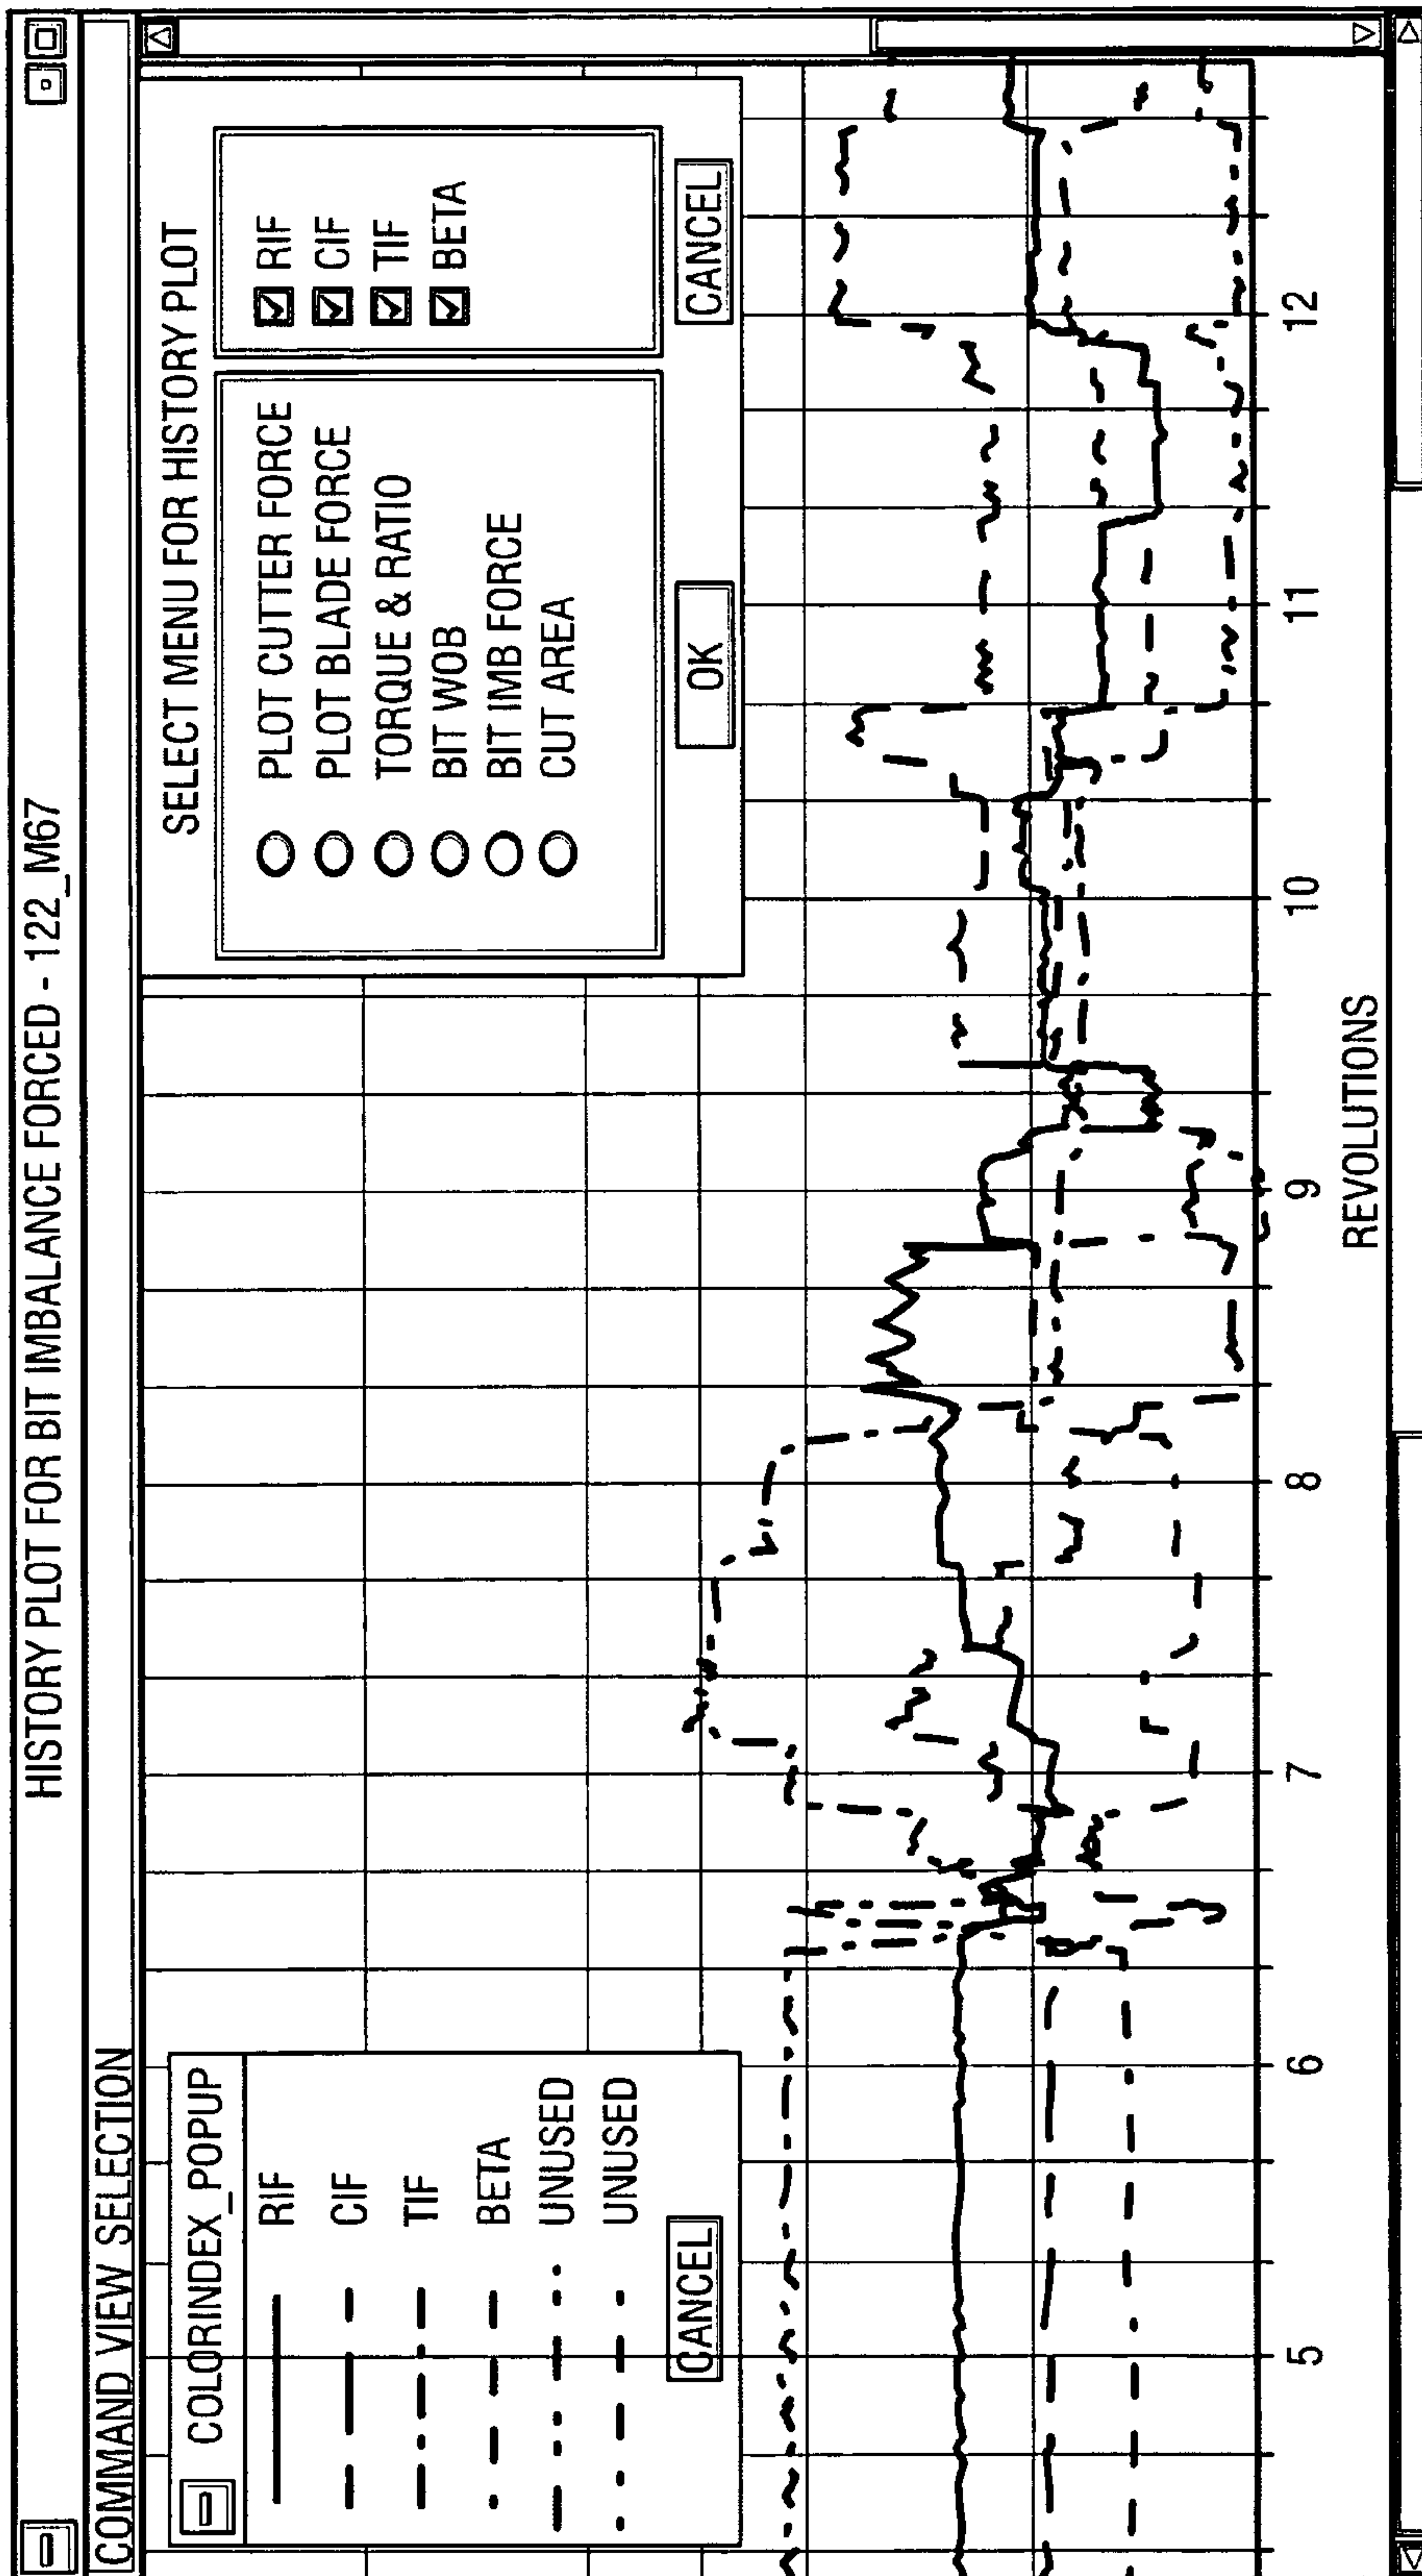 HISTORY PLOT FOR BIT IMBALANCE FORCED - 122_M67
COMMAND VIEW SELECTION
COLORINDEX_POPUP
RIF
CIF
TIF
BETA
UNUSED
UNUSED
CANCEL
SELECT MENU FOR HISTORY PLOT
PLOT CUTTER FORCE
PLOT BLADE FORCE
TORQUE & RATIO
BIT WOB
BIT IMB FORCE
CUT AREA
RIF
CIF
TIF
BETA
OK
CANCEL
5 6 7 8 9 10 11 12
REVOLUTIONS